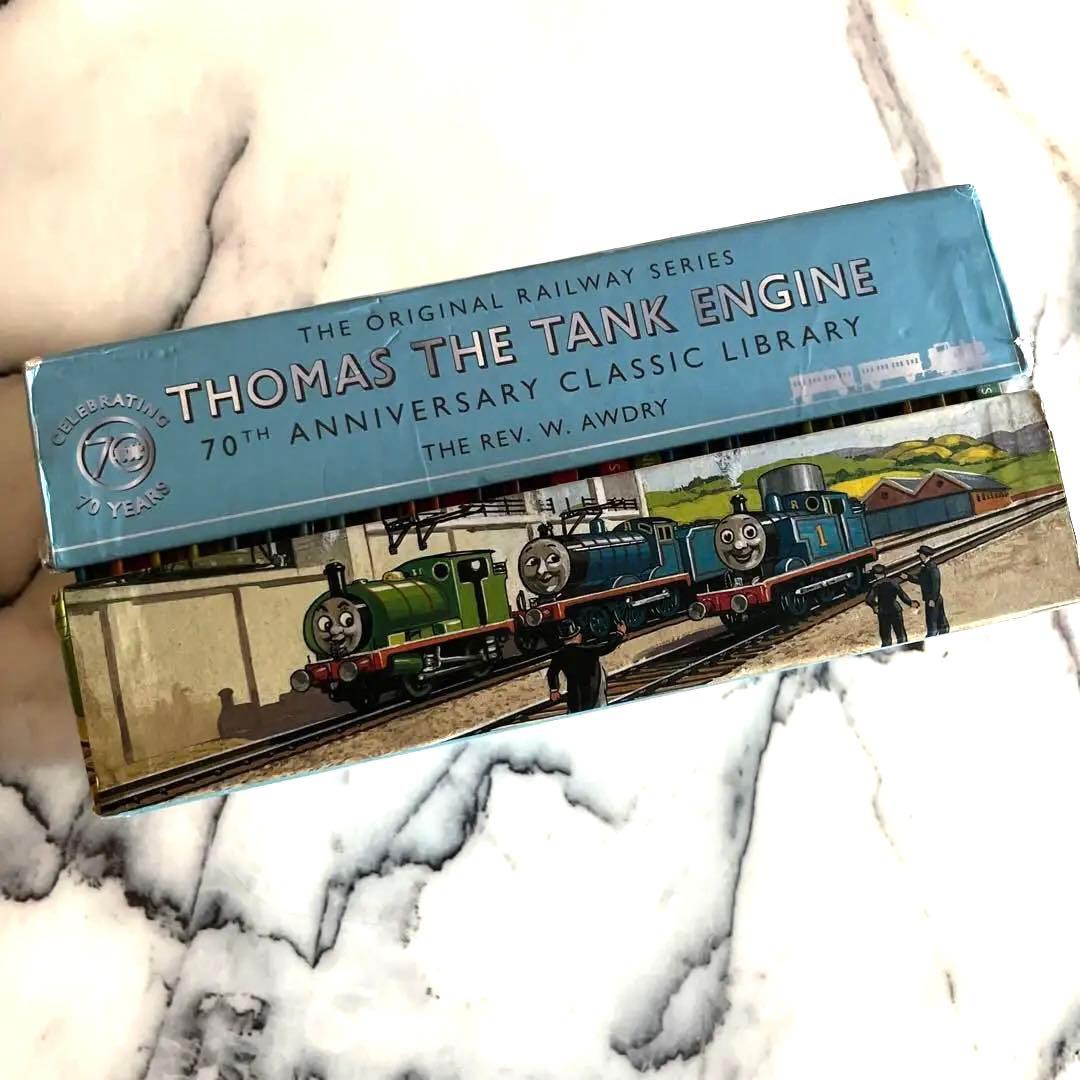 THE ORIGINAL RAILWAY SERIES
THOMAS THE TANK ENGINE
70TH ANNIVERSARY CLASSIC LIBRARY
THE REV. W. AWDRY
CELEBRATING
70
70 YEARS
1